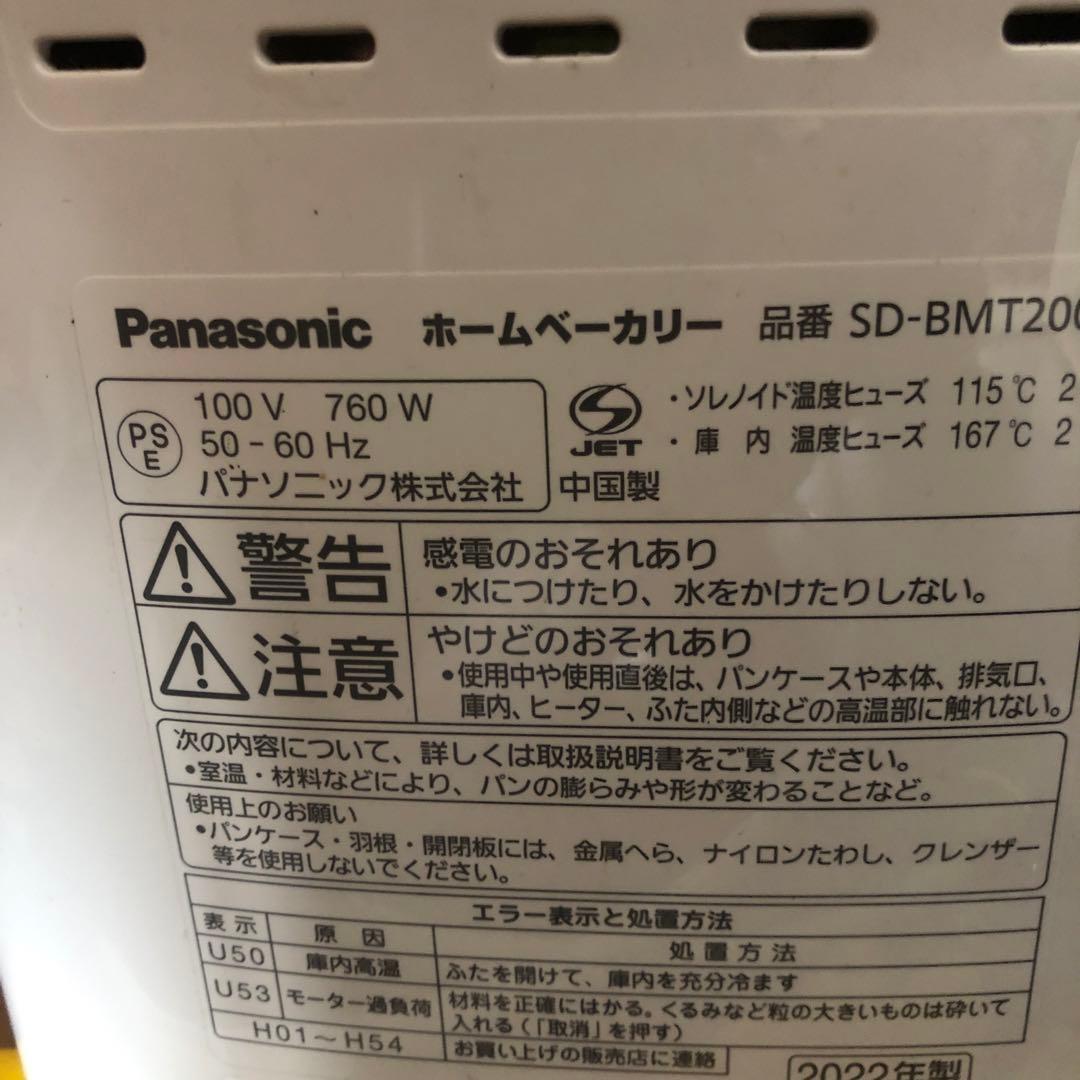 Panasonic ホームベーカリー 品番 SD-BMT200
PS
E
100 V 760 W
50 - 60 Hz
パナソニック株式会社
JET
・ソレノイド温度ヒューズ 115℃ 2
・庫 内 温度ヒューズ 167℃ 2
中国製
警告
感電のおそれあり
•水につけたり、水をかけたりしない。
注意
やけどのおそれあり
•使用中や使用直後は、パンケースや本体、排気口、
庫内、ヒーター、ふた内側などの高温部に触れない。
次の内容について、詳しくは取扱説明書をご覧ください。
•室温・材料などにより、パンの膨らみや形が変わることなど。
使用上のお願い
•パンケース・羽根・開閉板には、金属へら、ナイロンたわし、クレンザー
等を使用しないでください。
エラー表示と処置方法
表示 原 因 処置方法
U50 庫内高温 ふたを開けて、庫内を充分冷ます
U53 モーター過負荷 材料を正確にはかる。くるみなど粒の大きいものは砕いて
入れる(「取消」を押す)
H01～H54 お買い上げの販売店に連絡
2022年製